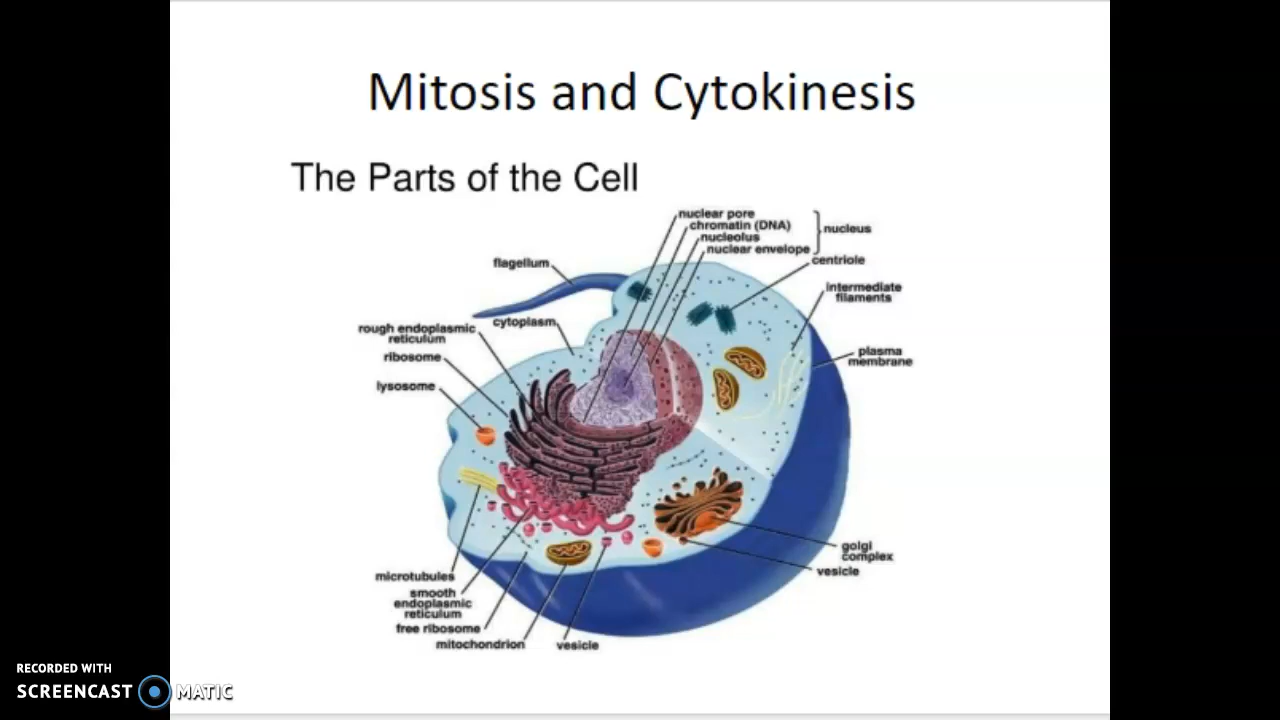 Mitosis and Cytokinesis
The Parts of the Cell
nuclear pore
chromatin (DNA)
nucleolus
nuclear envelope
nucleus
centriole
flagellum
intermediate
filaments
cytoplasm
rough endoplasmic
reticulum
ribosome
plasma
membrane
lysosome
golgi
complex
vesicle
microtubules
smooth
endoplasmic
reticulum
free ribosome
mitochondrion
vesicle
RECORDED WITH
SCREENCAST MATIC